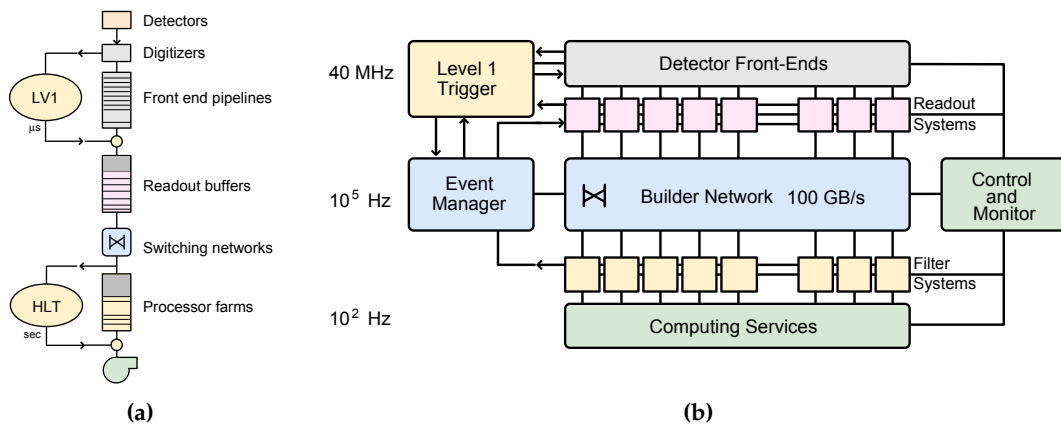 Detectors
Digitizers
LV1
μs
Front end pipelines
Readout buffers
Switching networks
HLT
sec
Processor farms
(a)
40 MHz
Level 1
Trigger
Detector Front-Ends
Readout
Systems
10⁵ Hz
Event
Manager
Builder Network 100 GB/s
Control
and
Monitor
Filter
Systems
10² Hz
Computing Services
(b)